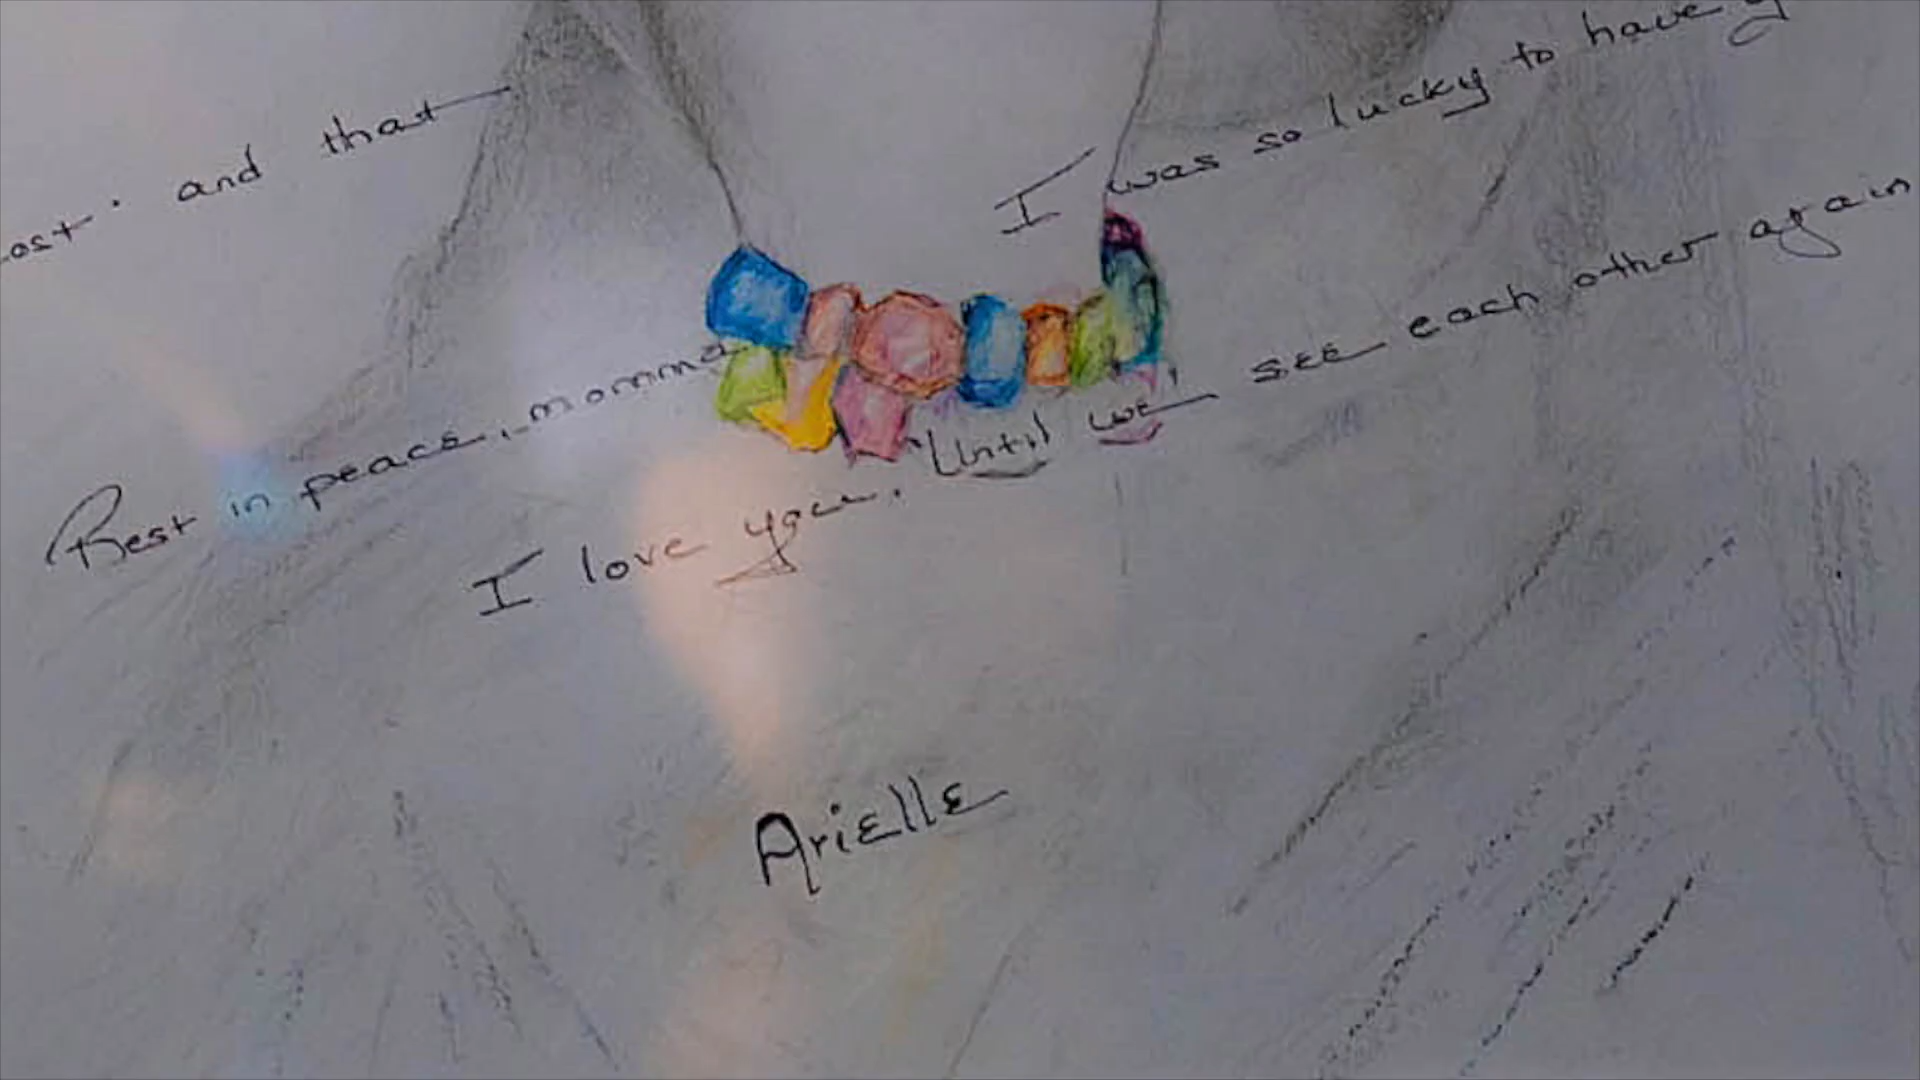 and that
I was so lucky to have
Rest in peace, momma
I love you. "Until we see each other again
Arielle